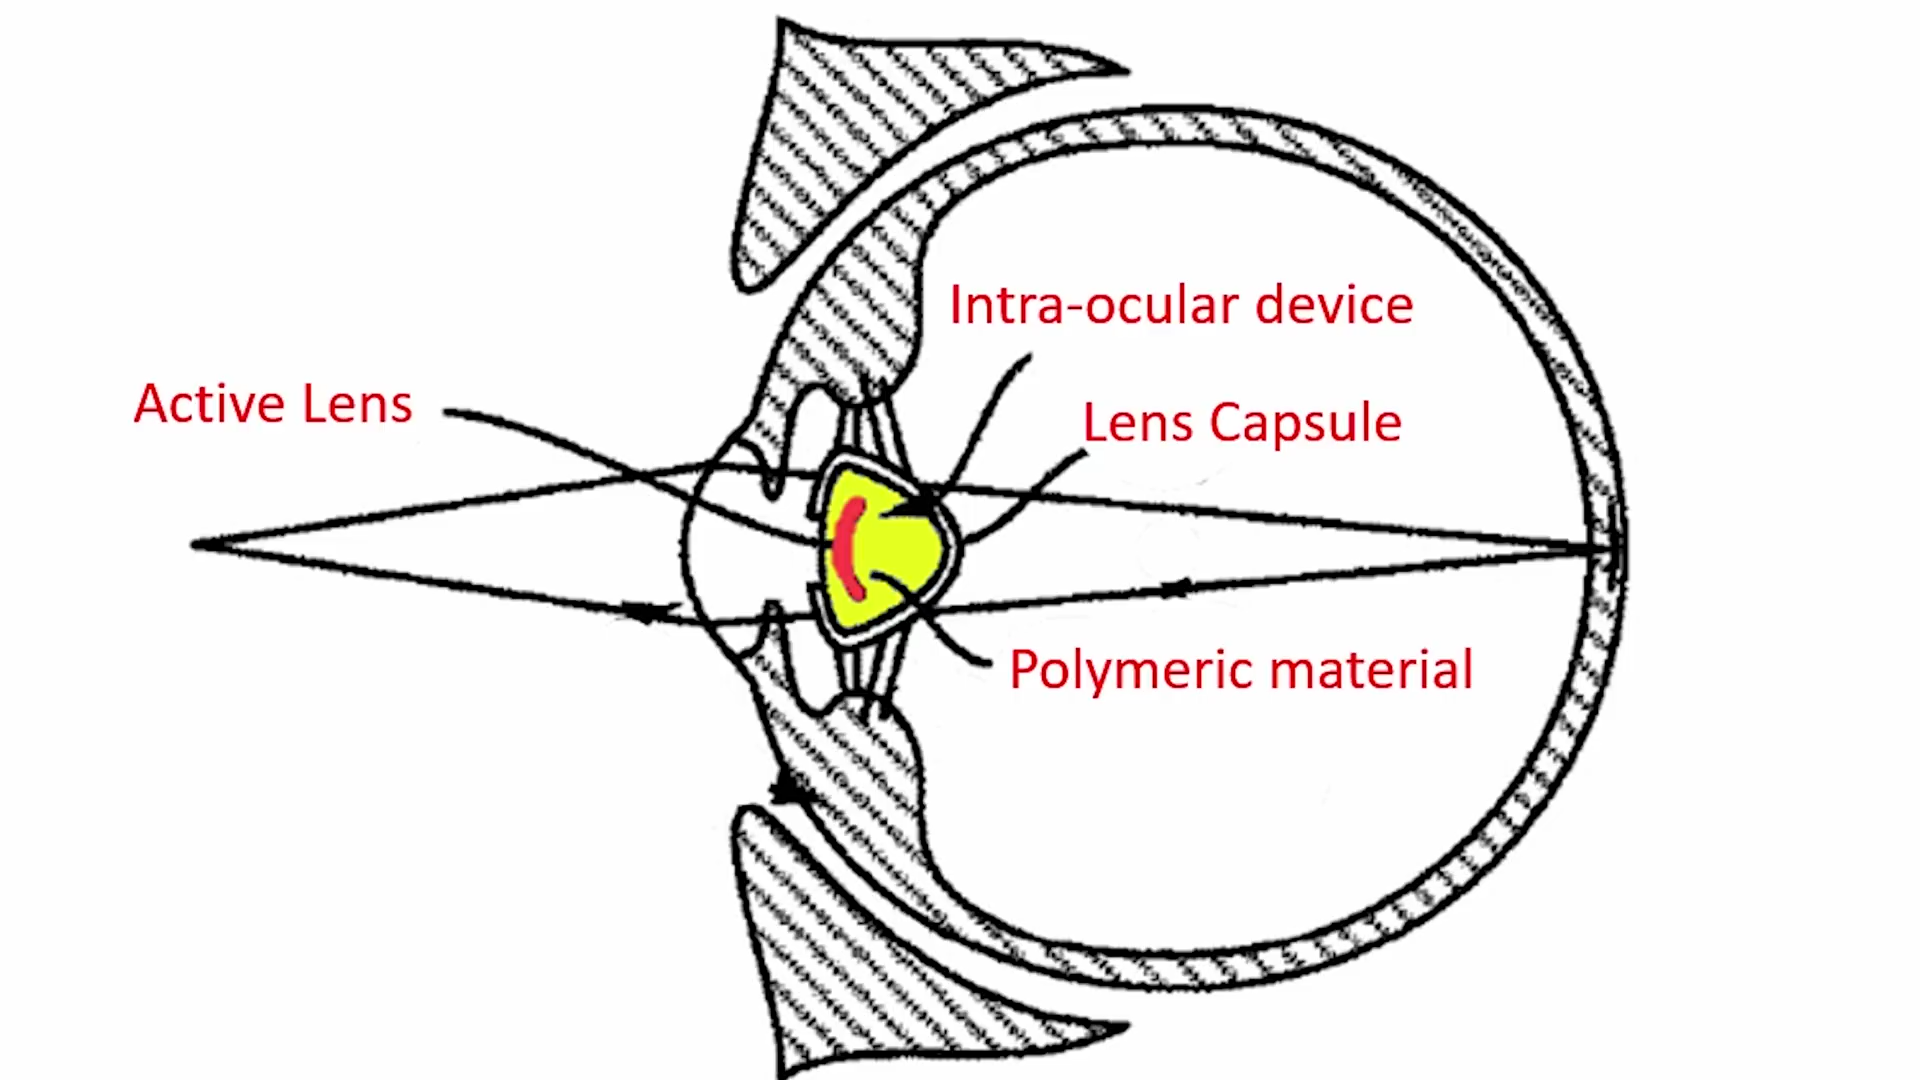 Intra-ocular device
Active Lens
Lens Capsule
Polymeric material